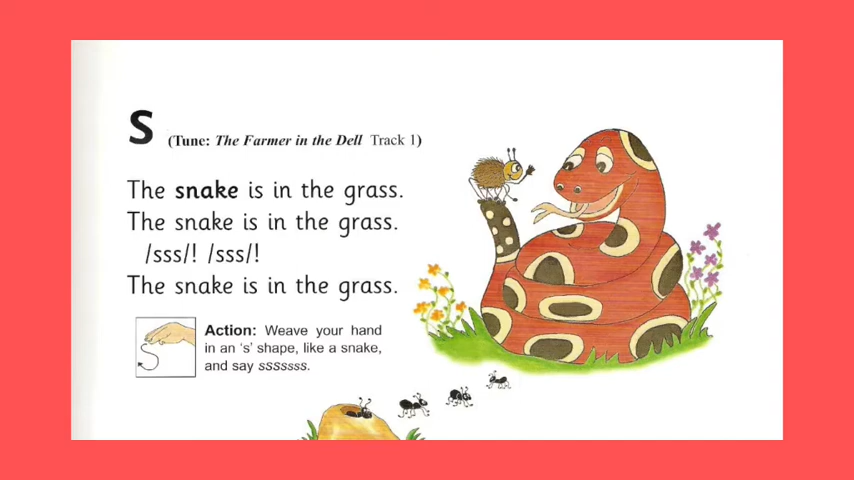 s (Tune: The Farmer in the Dell Track 1)
The snake is in the grass.
The snake is in the grass.
/sss/! /sss/!
The snake is in the grass.
Action: Weave your hand
in an ‘s’ shape, like a snake,
and say sssssss.